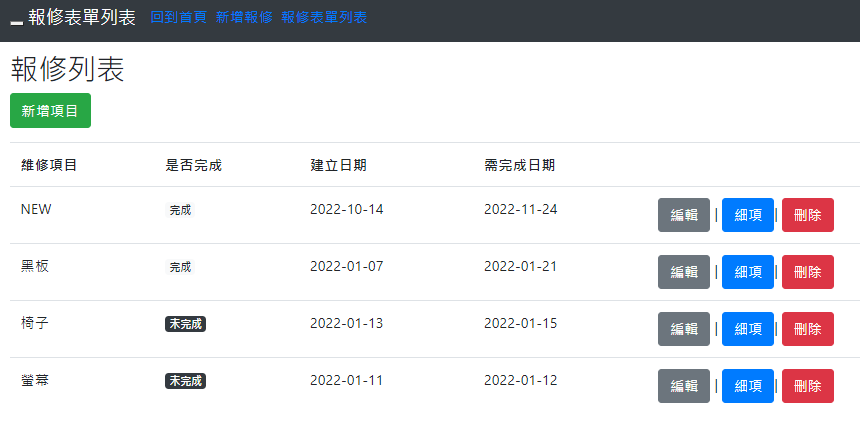 報修表單列表 回到首頁 新增報修 報修表單列表
報修列表
新增項目
維修項目 是否完成 建立日期 需完成日期
NEW 完成 2022-10-14 2022-11-24 編輯 | 細項 | 刪除
黑板 完成 2022-01-07 2022-01-21 編輯 | 細項 | 刪除
椅子 未完成 2022-01-13 2022-01-15 編輯 | 細項 | 刪除
螢幕 未完成 2022-01-11 2022-01-12 編輯 | 細項 | 刪除